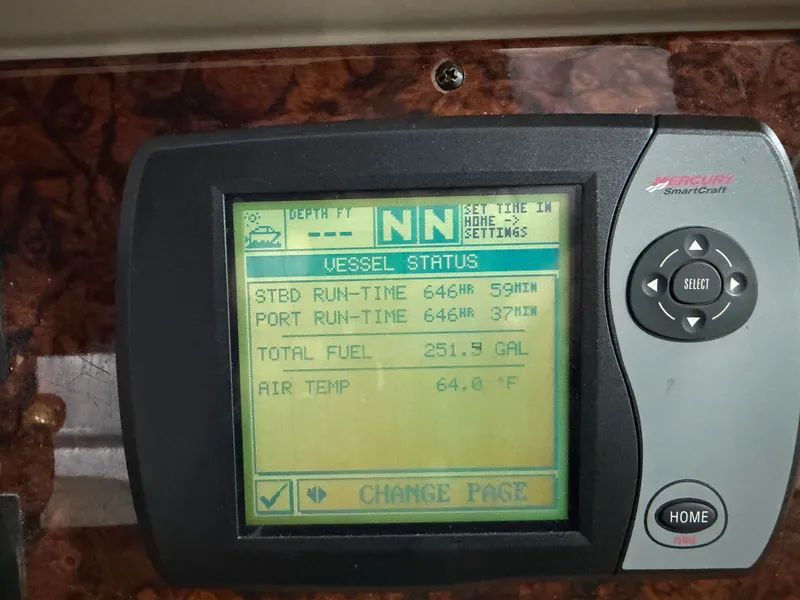 DEPTH FT
---
N N
SET TIME IN
HOME ->
SETTINGS
VESSEL STATUS
STBD RUN-TIME 646HR 59MIN
PORT RUN-TIME 646HR 37MIN
TOTAL FUEL 251.9 GAL
AIR TEMP 64.0 °F
CHANGE PAGE
MERCURY
SmartCraft
SELECT
HOME